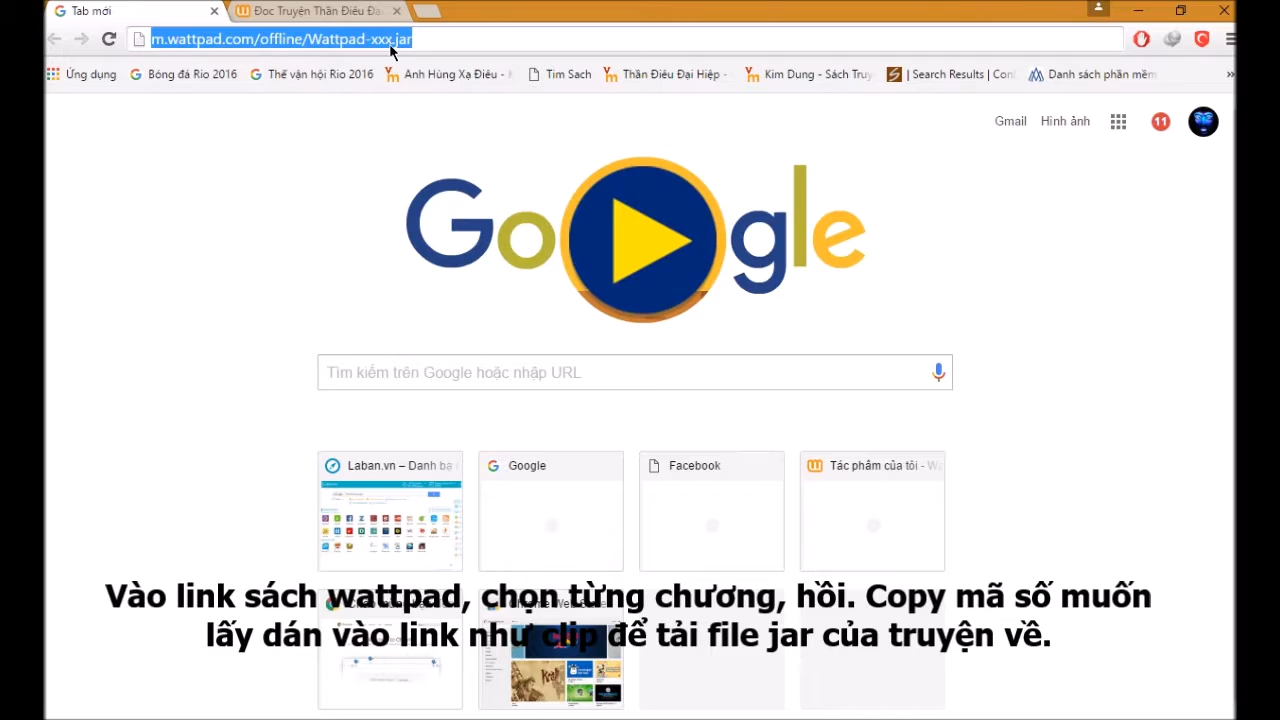 Tab mới
Đọc Truyện Thần Điêu Đạ
m.wattpad.com/offline/Wattpad-xxx.jar
Ứng dụng
Bóng đá Rio 2016
Thế vận hội Rio 2016
Anh Hùng Xạ Điêu -
Tim Sach
Thần Điêu Đại Hiệp -
Kim Dung - Sách Truy
| Search Results | Con
Danh sách phần mềm
»
Gmail
Hình ảnh
11
Google
Tìm kiếm trên Google hoặc nhập URL
Laban.vn – Danh bạ
Google
Facebook
Tác phẩm của tôi - Wa
Vào link sách wattpad, chọn từng chương, hồi. Copy mã số muốn
lấy dán vào link như clip để tải file jar của truyện về.